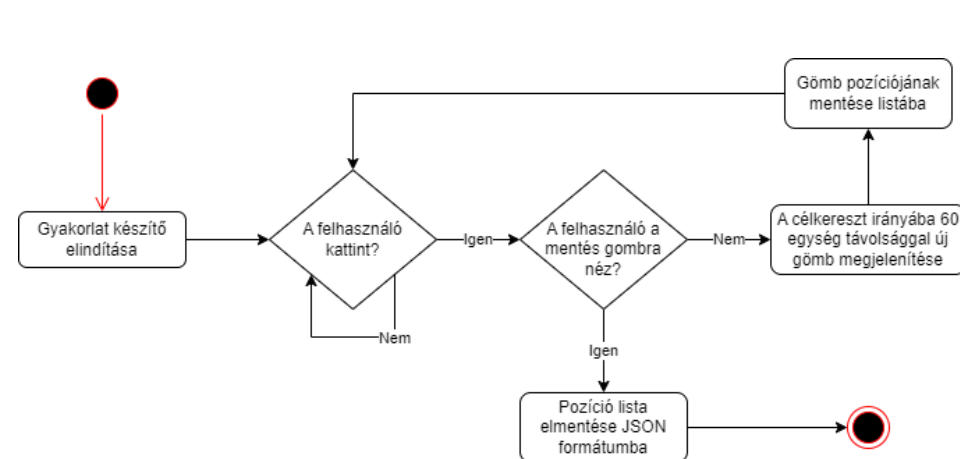 Gyakorlat készítő
elindítása
A felhasználó
kattint?
Nem
Igen
A felhasználó a
mentés gombra
néz?
Nem
A célkereszt irányába 60
egység távolsággal új
gömb megjelenítése
Gömb pozíciójának
mentése listába
Igen
Pozíció lista
elmentése JSON
formátumba